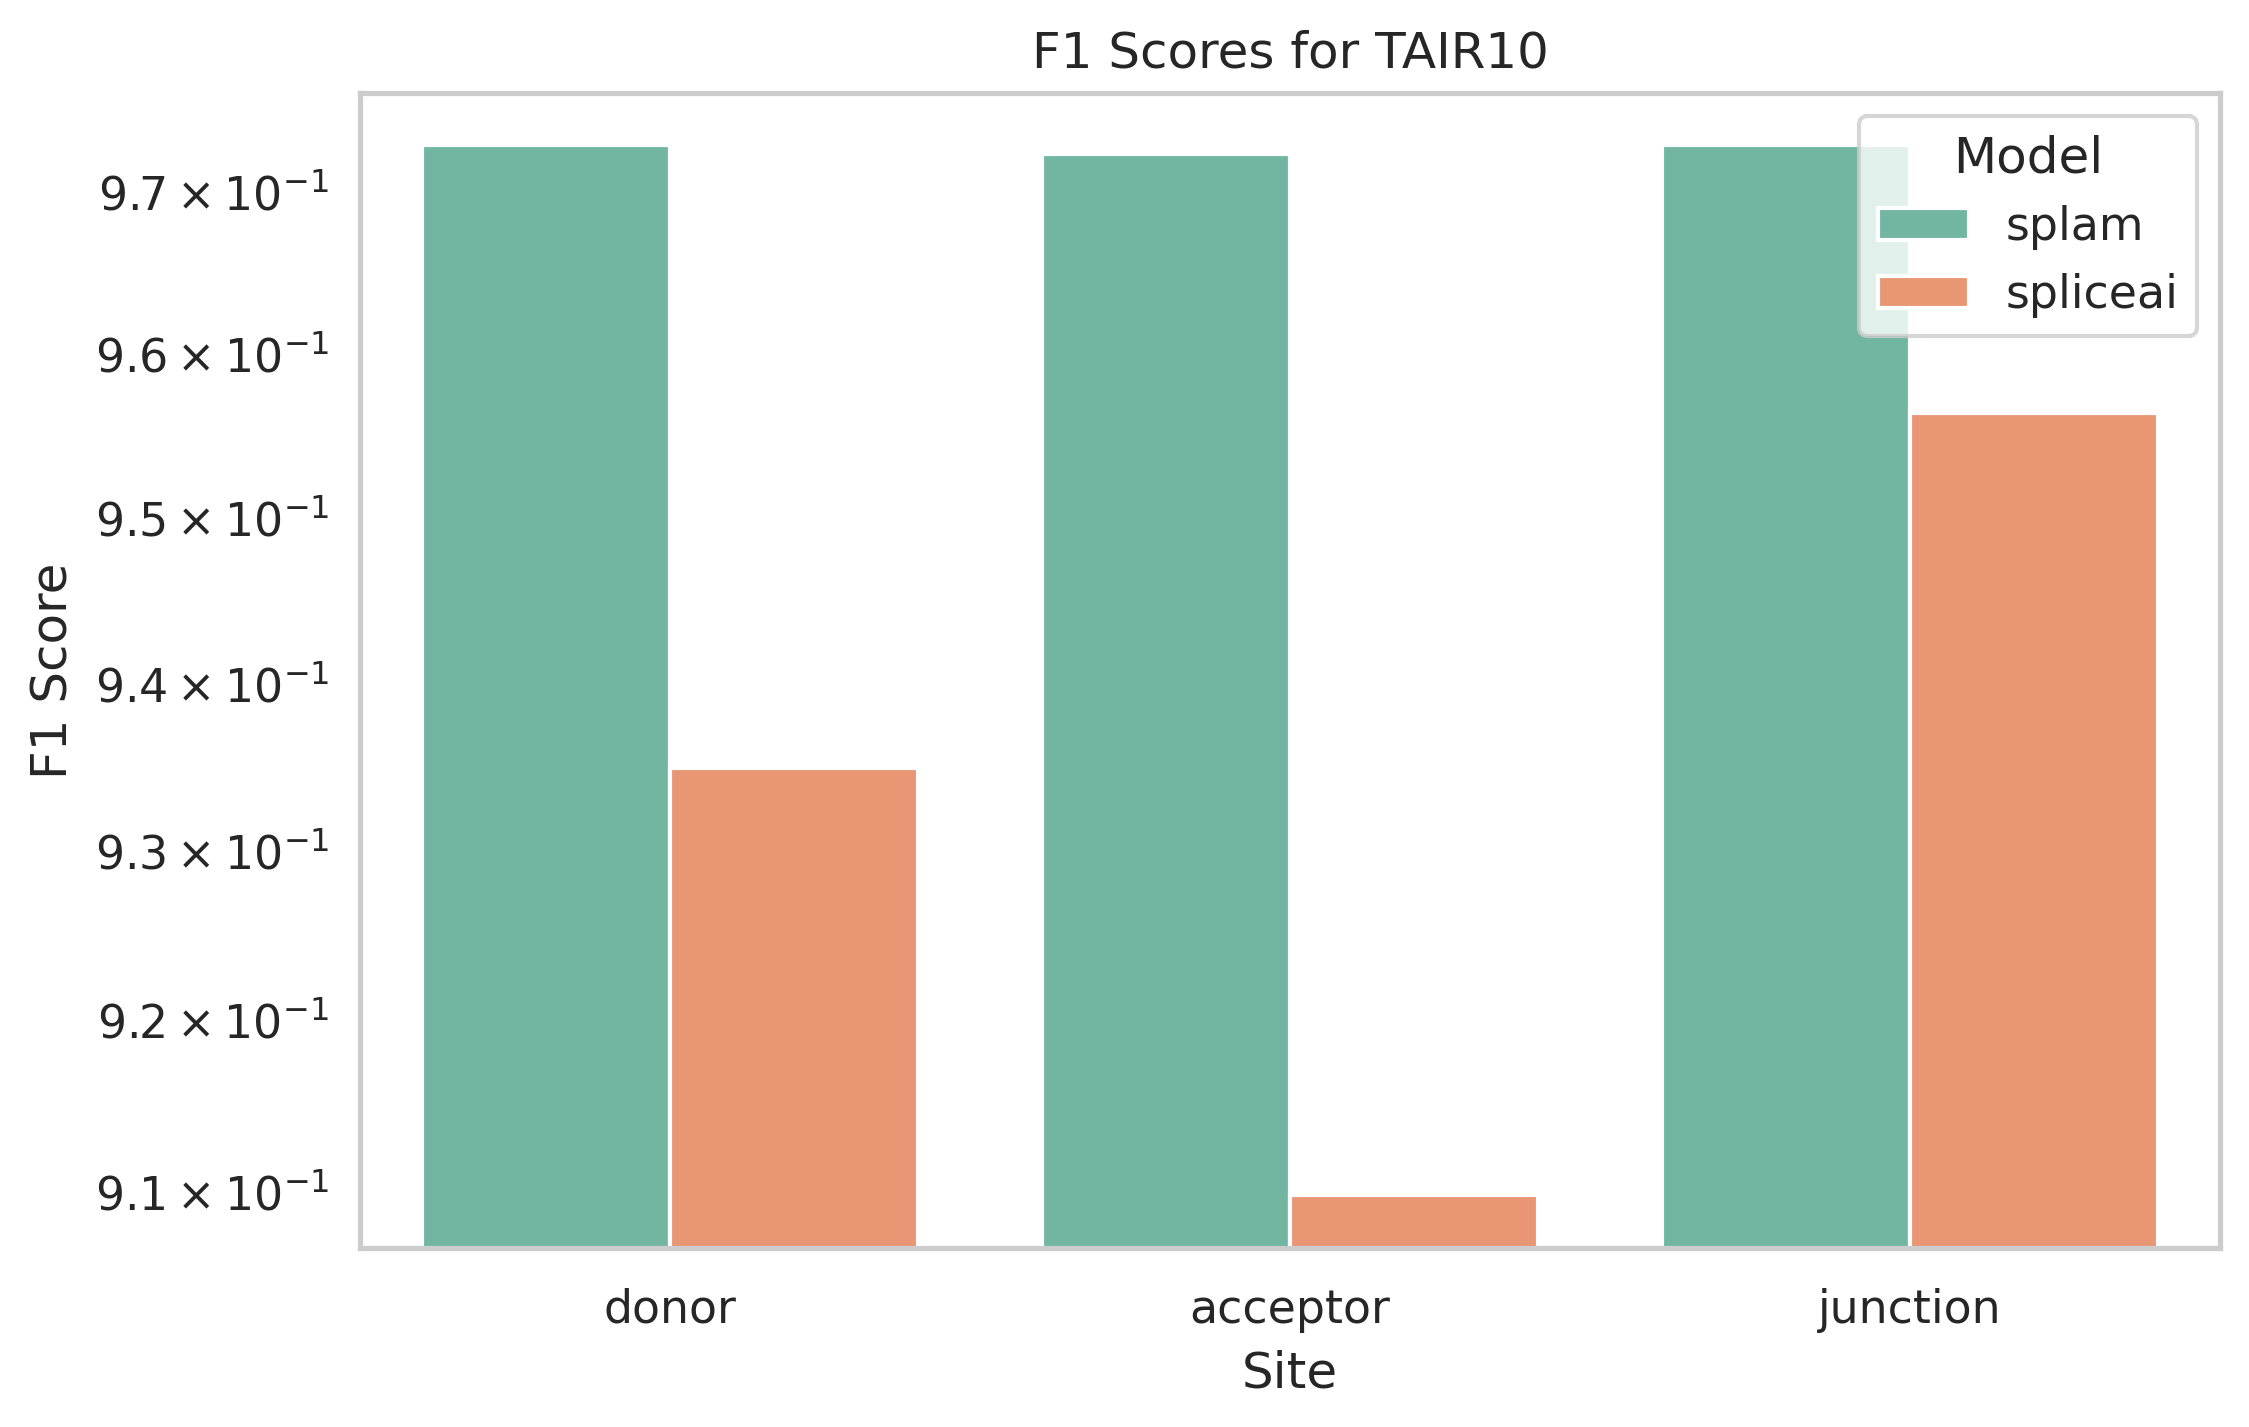 F1 Scores for TAIR10
Model
splam
spliceai
F1 Score
9.7 × 10⁻¹
9.6 × 10⁻¹
9.5 × 10⁻¹
9.4 × 10⁻¹
9.3 × 10⁻¹
9.2 × 10⁻¹
9.1 × 10⁻¹
donor acceptor junction
Site